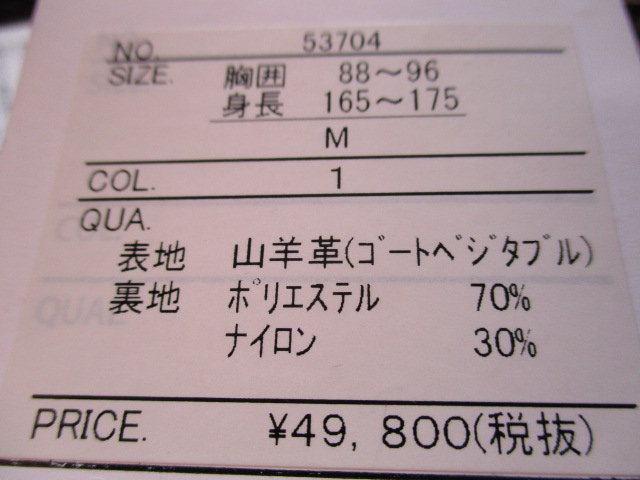 NO. 53704
SIZE. 胸囲 88～96
身長 165～175
M
COL. 1
QUA.
表地 山羊革(ｺﾞｰﾄﾍﾞｼﾞﾀﾌﾞﾙ)
裏地 ﾎﾟﾘｴｽﾃﾙ 70%
ﾅｲﾛﾝ 30%
PRICE. ¥49, 800(税抜)